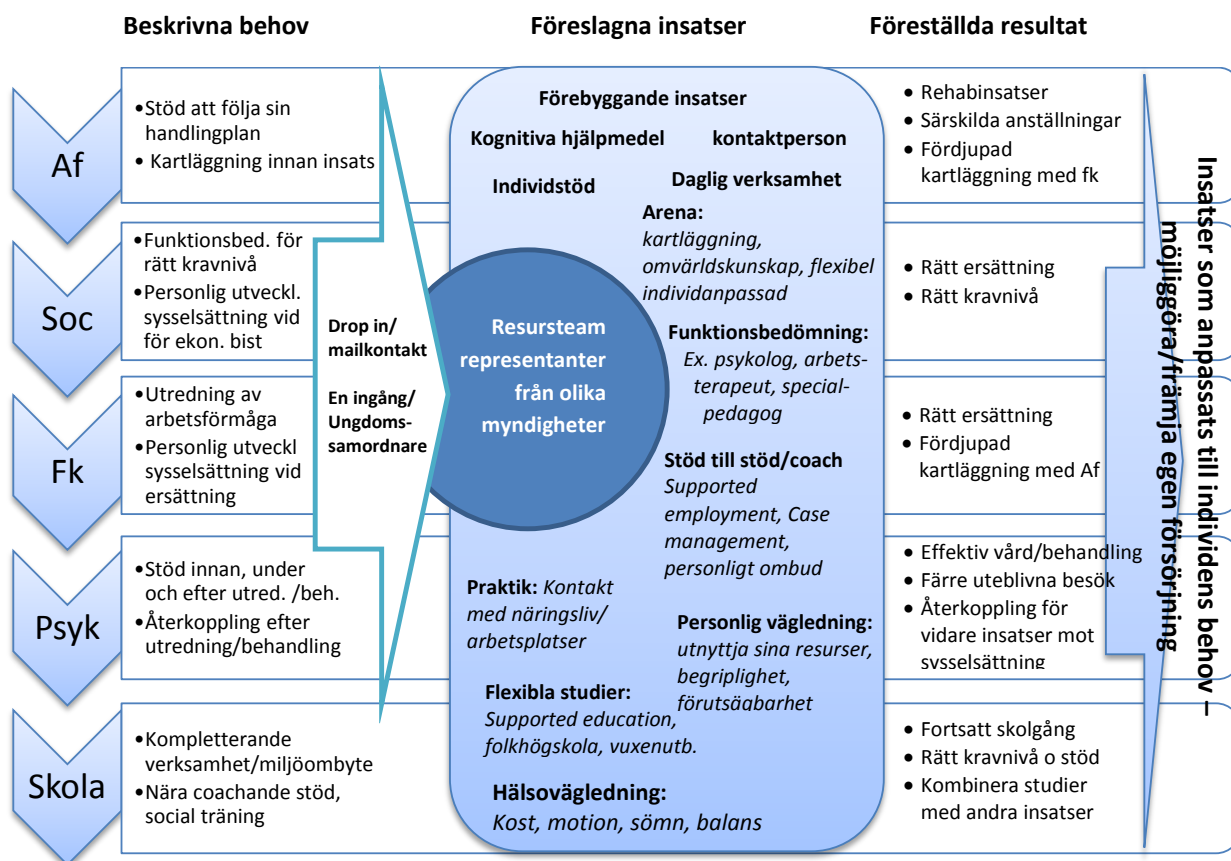 Beskrivna behov
Föreslagna insatser
Föreställda resultat
Af
•Stöd att följa sin
handlingplan
• Kartläggning innan insats
Soc
•Funktionsbed. för
rätt kravnivå
•Personlig utveckl.
sysselsättning vid
för ekon. bist
Fk
•Utredning av
arbetsförmåga
•Personlig utveckl
sysselsättning vid
ersättning
Psyk
•Stöd innan, under
och efter utred. /beh.
•Återkoppling efter
utredning/behandling
Skola
•Kompletterande
verksamhet/miljöombyte
•Nära coachande stöd,
social träning
Drop in/
mailkontakt
En ingång/
Ungdoms-
samordnare
Resursteam
representanter
från olika
myndigheter
Förebyggande insatser
Kognitiva hjälpmedel
kontaktperson
Individstöd
Daglig verksamhet
Arena:
kartläggning,
omvärldskunskap, flexibel
individanpassad
Funktionsbedömning:
Ex. psykolog, arbets-
terapeut, special-
pedagog
Stöd till stöd/coach
Supported
employment, Case
management,
personligt ombud
Praktik: Kontakt
med näringsliv/
arbetsplatser
Personlig vägledning:
utnyttja sina resurser,
begriplighet,
förutsägbarhet
Flexibla studier:
Supported education,
folkhögskola, vuxenutb.
Hälsovägledning:
Kost, motion, sömn, balans
• Rehabinsatser
• Särskilda anställningar
• Fördjupad
kartläggning med fk
• Rätt ersättning
• Rätt kravnivå
• Rätt ersättning
• Fördjupad
kartläggning med Af
• Effektiv vård/behandling
• Färre uteblivna besök
• Återkoppling för
vidare insatser mot
sysselsättning
• Fortsatt skolgång
• Rätt kravnivå o stöd
• Kombinera studier
med andra insatser
Insatser som anpassats till individens behov –
möjliggöra/främja egen försörjning